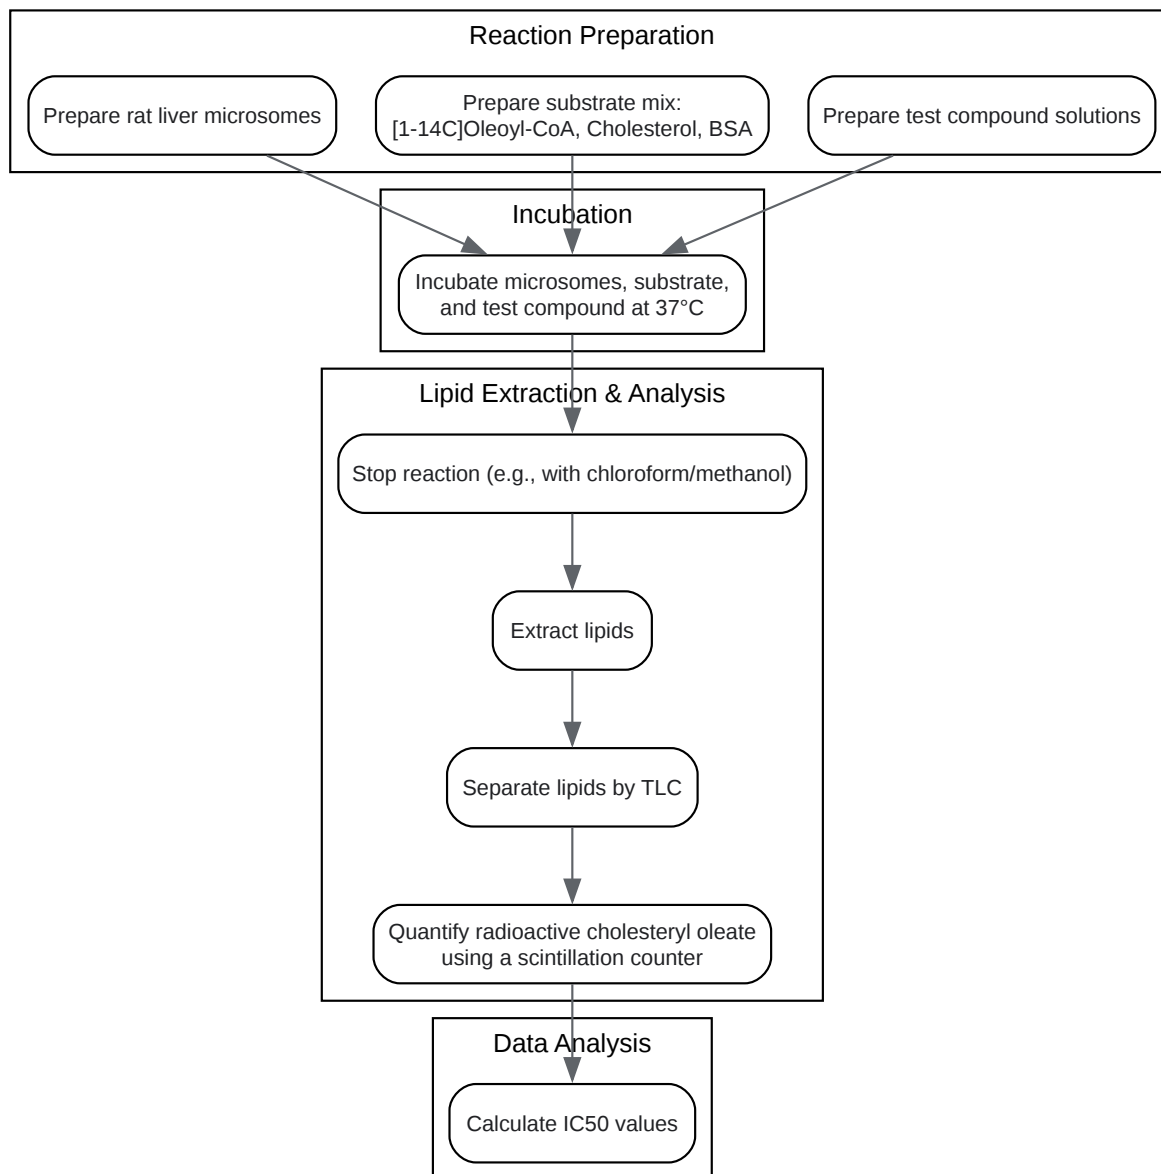 Reaction Preparation
Prepare rat liver microsomes
Prepare substrate mix:
[1-14C]Oleoyl-CoA, Cholesterol, BSA
Prepare test compound solutions
Incubation
Incubate microsomes, substrate,
and test compound at 37°C
Lipid Extraction & Analysis
Stop reaction (e.g., with chloroform/methanol)
Extract lipids
Separate lipids by TLC
Quantify radioactive cholesteryl oleate
using a scintillation counter
Data Analysis
Calculate IC50 values